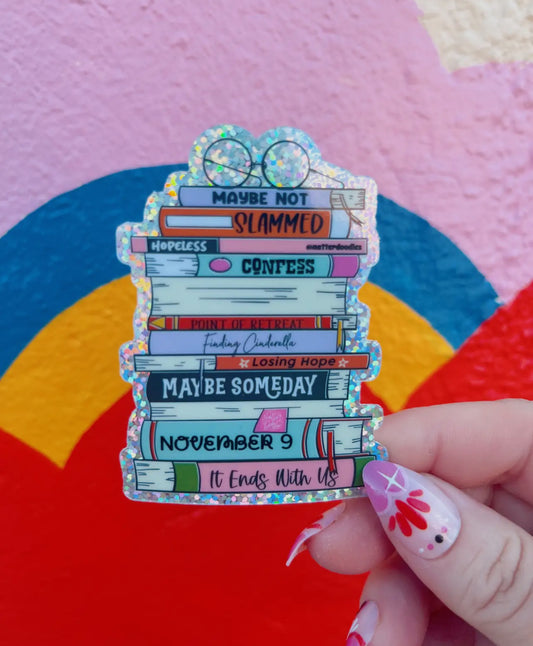 MAYBE NOT
SLAMMED
HOPELESS @natterdoodles
CONFESS
POINT OF RETREAT
Finding Cinderella
Losing Hope
MAYBE SOMEDAY
NOVEMBER 9
It Ends With Us